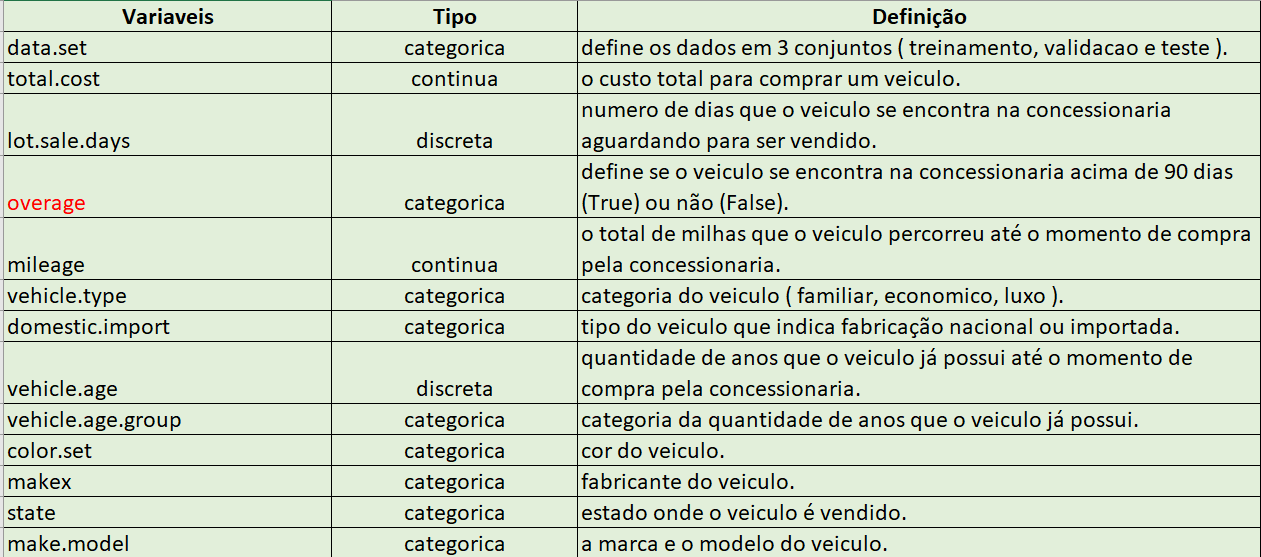 Variaveis Tipo Definição
data.set categorica define os dados em 3 conjuntos ( treinamento, validacao e teste ).
total.cost continua o custo total para comprar um veiculo.
numero de dias que o veiculo se encontra na concessionaria
lot.sale.days discreta aguardando para ser vendido.
define se o veiculo se encontra na concessionaria acima de 90 dias
overage categorica (True) ou não (False).
o total de milhas que o veiculo percorreu até o momento de compra
mileage continua pela concessionaria.
vehicle.type categorica categoria do veiculo ( familiar, economico, luxo ).
domestic.import categorica tipo do veiculo que indica fabricação nacional ou importada.
quantidade de anos que o veiculo já possui até o momento de
vehicle.age discreta compra pela concessionaria.
vehicle.age.group categorica categoria da quantidade de anos que o veiculo já possui.
color.set categorica cor do veiculo.
makex categorica fabricante do veiculo.
state categorica estado onde o veiculo é vendido.
make.model categorica a marca e o modelo do veiculo.